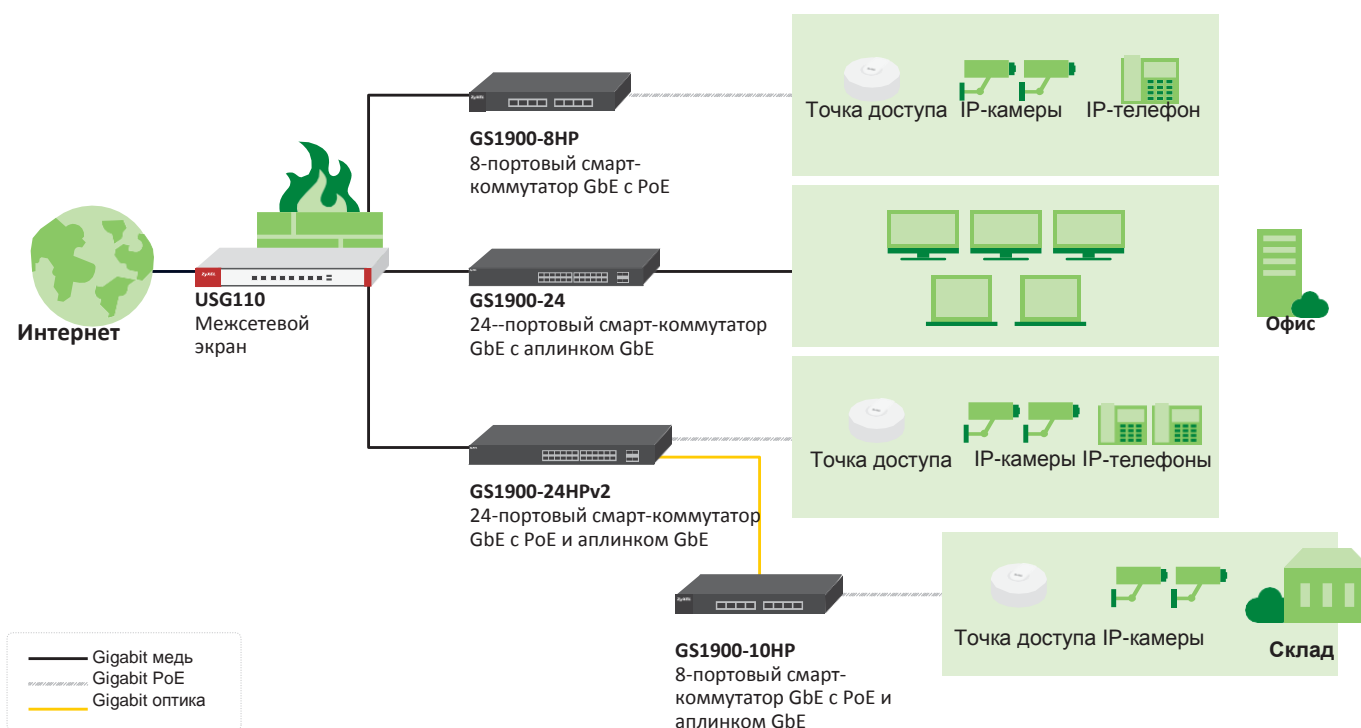 Точка доступа IP-камеры IP-телефон
GS1900-8HP
8-портовый смарт-
коммутатор GbE с PoE
ZyXEL
USG110
Межсетевой
экран
Интернет
GS1900-24
24--портовый смарт-коммутатор
GbE с аплинком GbE
Офис
Точка доступа IP-камеры IP-телефоны
GS1900-24HPv2
24-портовый смарт-коммутатор
GbE с PoE и аплинком GbE
Точка доступа IP-камеры
Склад
GS1900-10HP
8-портовый смарт-
коммутатор GbE с PoE и
аплинком GbE
Gigabit медь
Gigabit PoE
Gigabit оптика